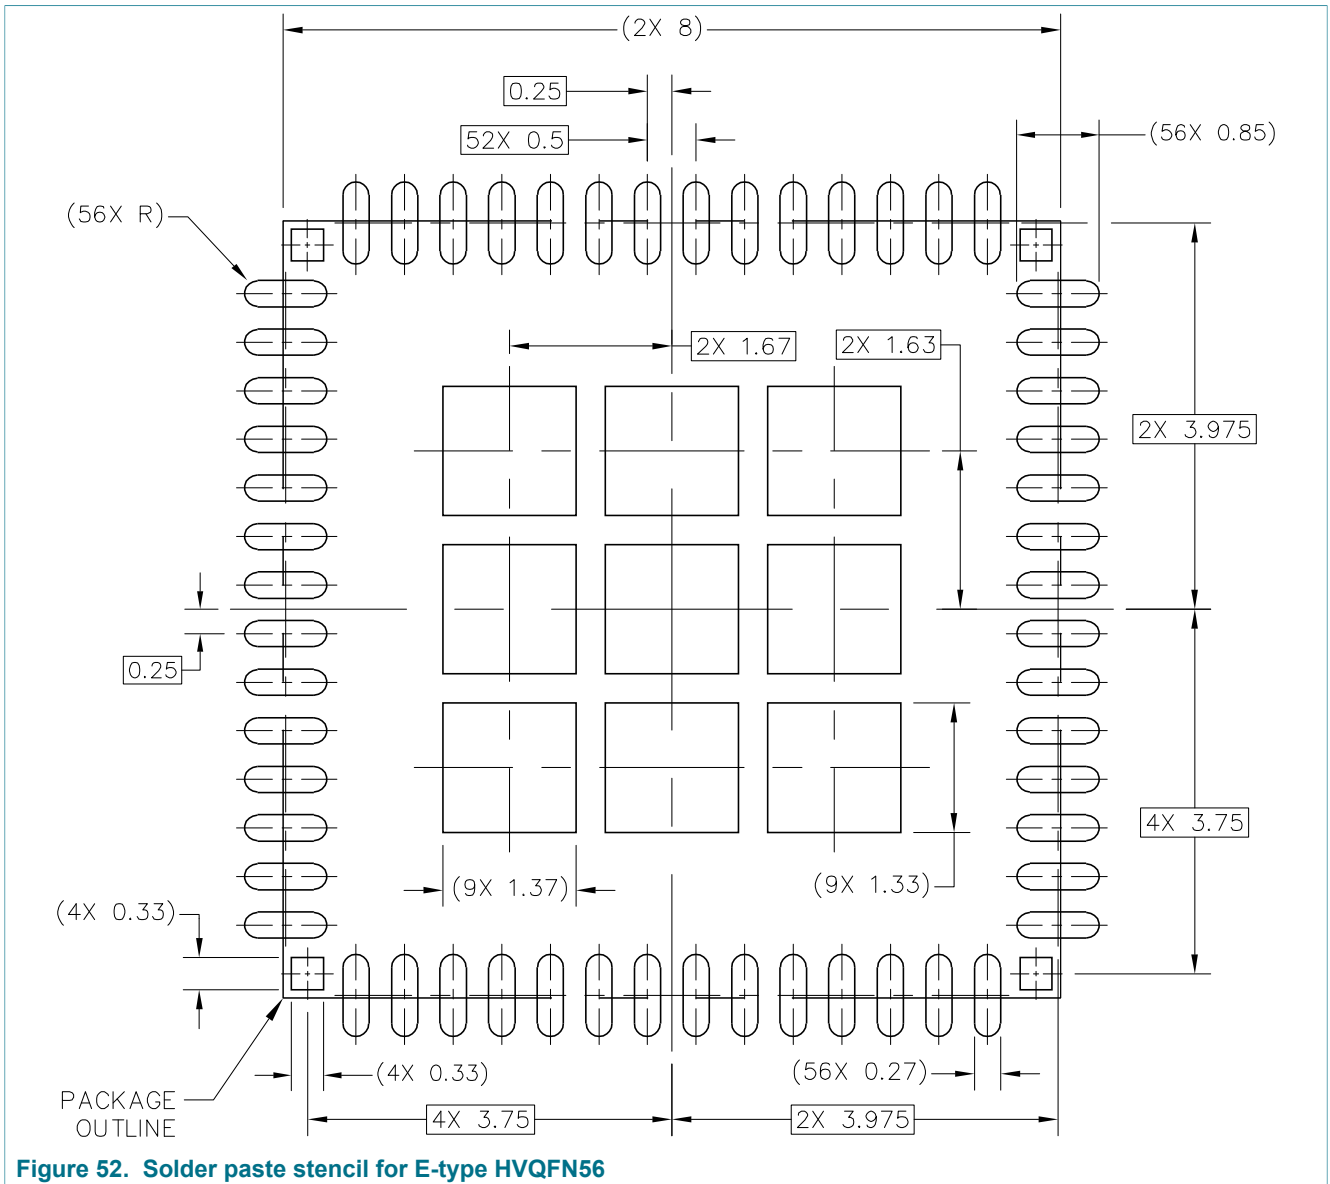 (2X 8)
0.25
52X 0.5
(56X 0.85)
(56X R)
2X 1.67
2X 1.63
2X 3.975
0.25
4X 3.75
(9X 1.37)
(9X 1.33)
(4X 0.33)
(4X 0.33)
(56X 0.27)
PACKAGE
OUTLINE
4X 3.75
2X 3.975
Figure 52. Solder paste stencil for E-type HVQFN56